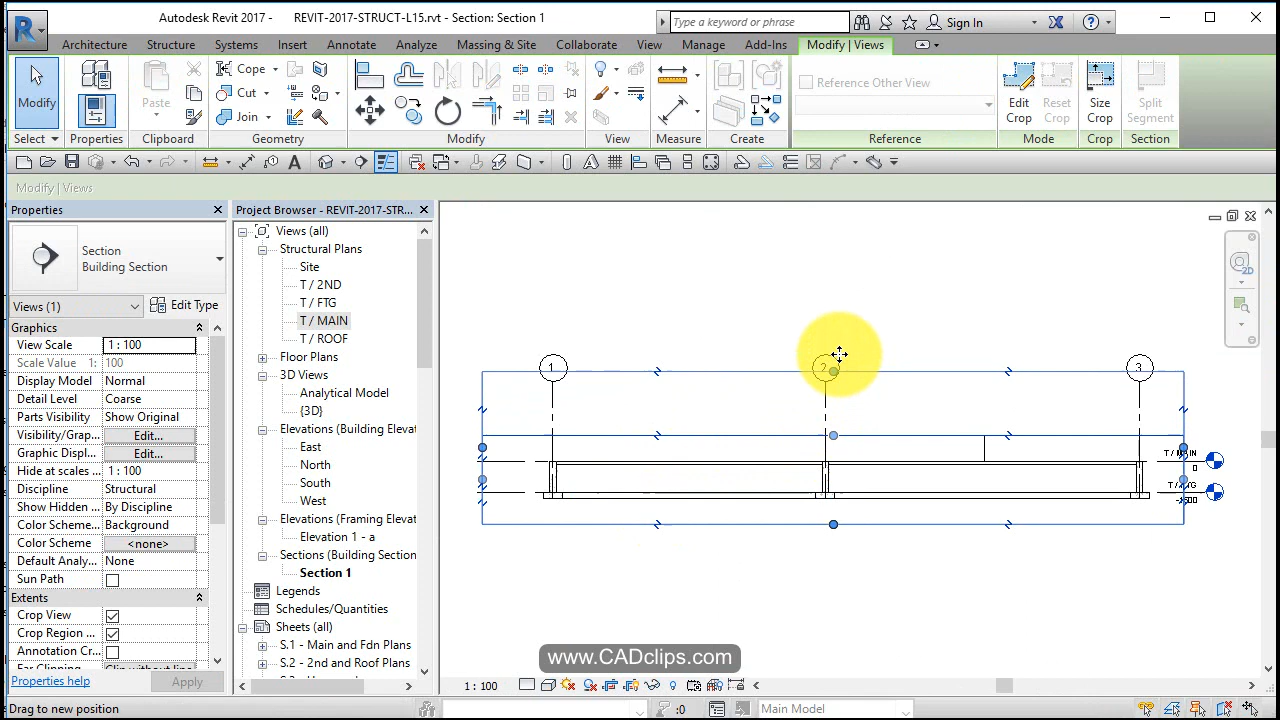 Autodesk Revit 2017 -
REVIT-2017-STRUCT-L15.rvt - Section: Section 1
Type a keyword or phrase
Sign In
Architecture
Structure
Systems
Insert
Annotate
Analyze
Massing & Site
Collaborate
View
Manage
Add-Ins
Modify | Views
Modify
Paste
Cope
Cut
Join
Reference Other View
Edit
Crop
Reset
Crop
Size
Crop
Split
Segment
Select
Properties
Clipboard
Geometry
Modify
View
Measure
Create
Reference
Mode
Crop
Section
Modify | Views
Properties
Section
Building Section
Views (1)
Edit Type
Graphics
View Scale 1 : 100
Scale Value 1: 100
Display Model Normal
Detail Level Coarse
Parts Visibility Show Original
Visibility/Grap... Edit...
Graphic Displ... Edit...
Hide at scales ... 1 : 100
Discipline Structural
Show Hidden ... By Discipline
Color Scheme... Background
Color Scheme <none>
Default Analy... None
Sun Path
Extents
Crop View
Crop Region ...
Annotation Cr...
Properties help
Apply
Project Browser - REVIT-2017-STR...
Views (all)
Structural Plans
Site
T / 2ND
T / FTG
T / MAIN
T / ROOF
Floor Plans
3D Views
Analytical Model
{3D}
Elevations (Building Elevat
East
North
South
West
Elevations (Framing Elevat
Elevation 1 - a
Sections (Building Section
Section 1
Legends
Schedules/Quantities
Sheets (all)
S.1 - Main and Fdn Plans
S.2 - 2nd and Roof Plans
2D
1
2
3
T / MAIN
0
www.CADclips.com
1 : 100
Drag to new position
:0
Main Model